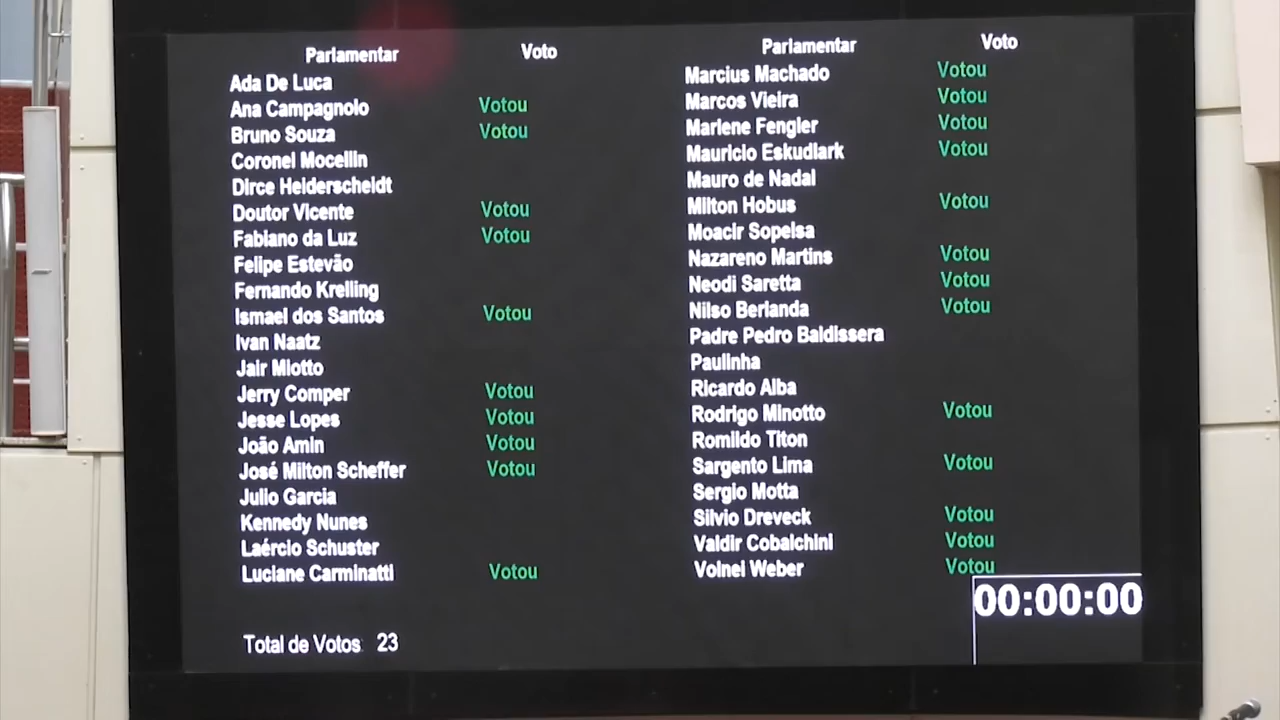 Parlamentar Voto
Ada De Luca
Ana Campagnolo Votou
Bruno Souza Votou
Coronel Mocellin
Dirce Heiderscheidt
Doutor Vicente Votou
Fabiano da Luz Votou
Felipe Estevão
Fernando Krelling
Ismael dos Santos Votou
Ivan Naatz
Jair Miotto
Jerry Comper Votou
Jesse Lopes Votou
João Amin Votou
José Milton Scheffer Votou
Julio Garcia
Kennedy Nunes
Laércio Schuster
Luciane Carminatti Votou
Total de Votos: 23
Parlamentar Voto
Marcius Machado Votou
Marcos Vieira Votou
Marlene Fengler Votou
Mauricio Eskudlark Votou
Mauro de Nadal
Milton Hobus Votou
Moacir Sopelsa
Nazareno Martins Votou
Neodi Saretta Votou
Nilso Berlanda Votou
Padre Pedro Baldissera
Paulinha
Ricardo Alba
Rodrigo Minotto Votou
Romildo Titon
Sargento Lima Votou
Sergio Motta
Silvio Dreveck Votou
Valdir Cobalchini Votou
Volnei Weber Votou
00:00:00